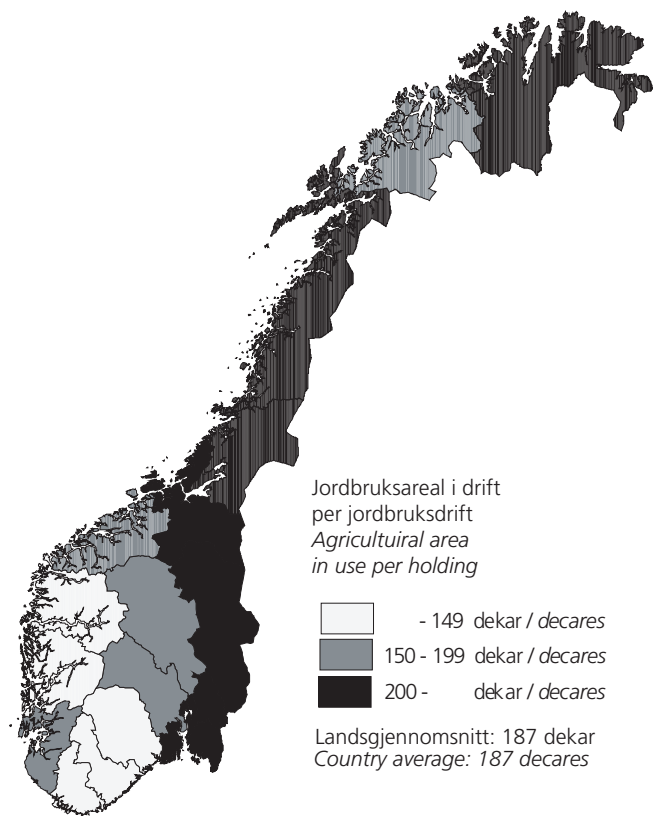 Jordbruksareal i drift
per jordbruksdrift
Agricultuiral area
in use per holding
- 149 dekar / decares
150 - 199 dekar / decares
200 - dekar / decares
Landsgjennomsnitt: 187 dekar
Country average: 187 decares